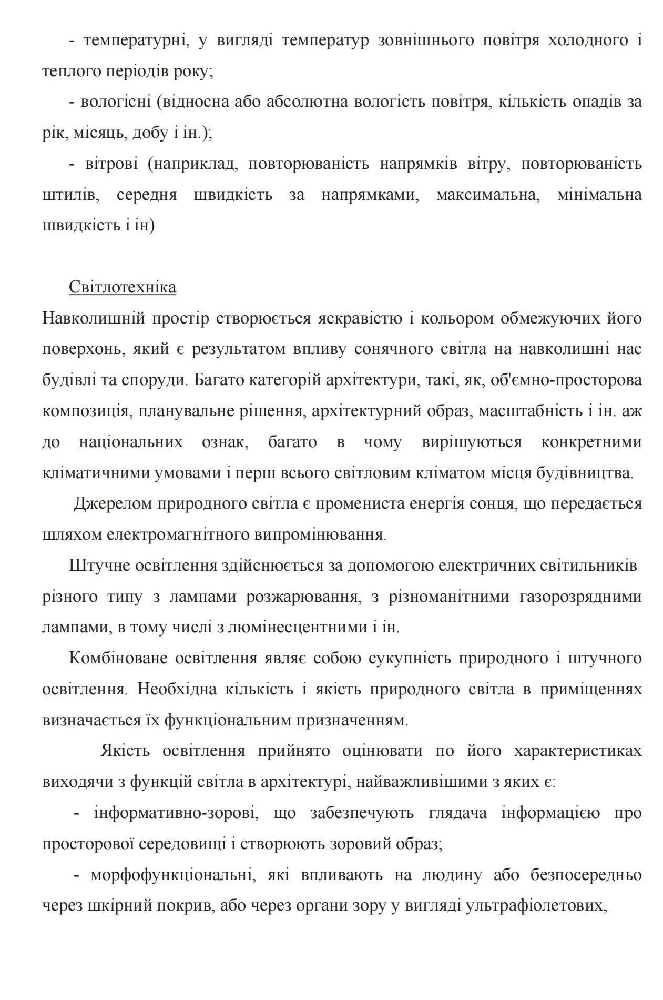 - температурні, у вигляді температур зовнішнього повітря холодного і
теплого періодів року;
- вологісні (відносна або абсолютна вологість повітря, кількість опадів за
рік, місяць, добу і ін.);
- вітрові (наприклад, повторюваність напрямків вітру, повторюваність
штилів, середня швидкість за напрямками, максимальна, мінімальна
швидкість і ін)
Світлотехніка
Навколишній простір створюється яскравістю і кольором обмежуючих його
поверхонь, який є результатом впливу сонячного світла на навколишні нас
будівлі та споруди. Багато категорій архітектури, такі, як, об'ємно-просторова
композиція, планувальне рішення, архітектурний образ, масштабність і ін. аж
до національних ознак, багато в чому вирішуються конкретними
кліматичними умовами і перш всього світловим кліматом місця будівництва.
Джерелом природного світла є промениста енергія сонця, що передається
шляхом електромагнітного випромінювання.
Штучне освітлення здійснюється за допомогою електричних світильників
різного типу з лампами розжарювання, з різноманітними газорозрядними
лампами, в тому числі з люмінесцентними і ін.
Комбіноване освітлення являє собою сукупність природного і штучного
освітлення. Необхідна кількість і якість природного світла в приміщеннях
визначається їх функціональним призначенням.
Якість освітлення прийнято оцінювати по його характеристиках
виходячи з функцій світла в архітектурі, найважливішими з яких є:
- інформативно-зорові, що забезпечують глядача інформацією про
просторової середовищі і створюють зоровий образ;
- морфофункціональні, які впливають на людину або безпосередньо
через шкірний покрив, або через органи зору у вигляді ультрафіолетових,